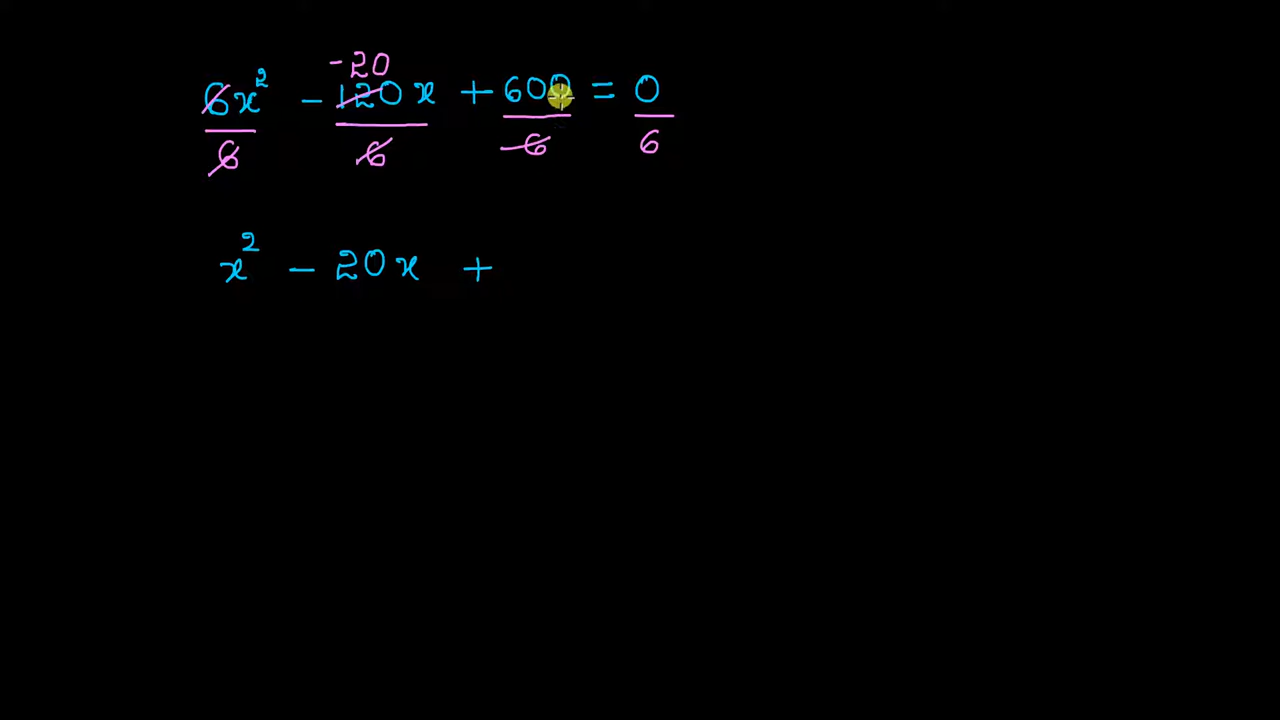 -20
6x² - 120x + 600 = 0
6 6 6 6
x² - 20x +